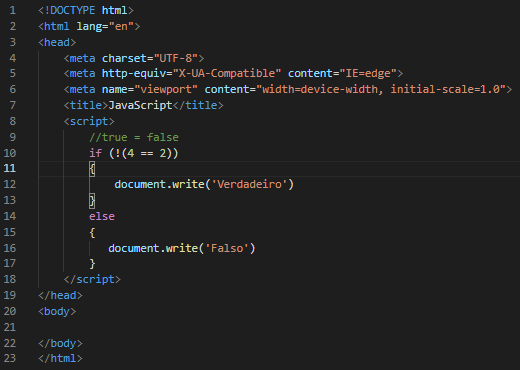 1 <!DOCTYPE html>
2 <html lang="en">
3 <head>
4     <meta charset="UTF-8">
5     <meta http-equiv="X-UA-Compatible" content="IE=edge">
6     <meta name="viewport" content="width=device-width, initial-scale=1.0">
7     <title>JavaScript</title>
8     <script>
9         //true = false
10         if (!(4 == 2))
11         {
12             document.write('Verdadeiro')
13         }
14         else
15         {
16            document.write('Falso')
17         }
18     </script>
19 </head>
20 <body>
21
22 </body>
23 </html>